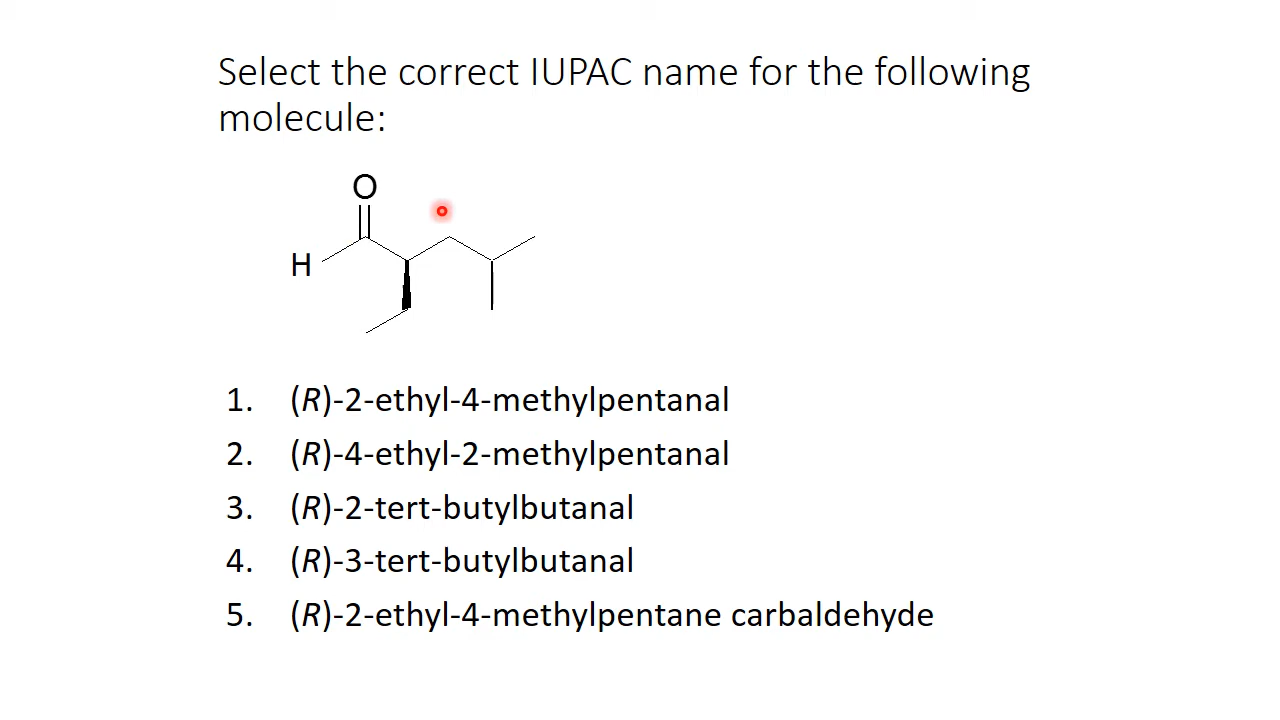 Select the correct IUPAC name for the following
molecule:
O
H
1. (R)-2-ethyl-4-methylpentanal
2. (R)-4-ethyl-2-methylpentanal
3. (R)-2-tert-butylbutanal
4. (R)-3-tert-butylbutanal
5. (R)-2-ethyl-4-methylpentane carbaldehyde